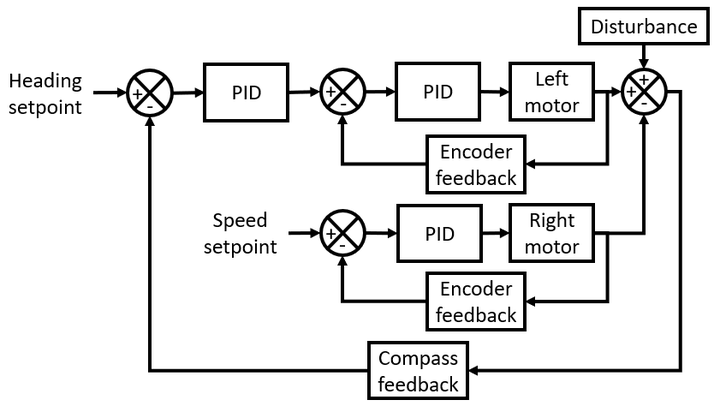 Disturbance
Heading
setpoint
+
-
PID
+
-
PID
Left
motor
+
+
-
Encoder
feedback
Speed
setpoint
+
-
PID
Right
motor
Encoder
feedback
Compass
feedback